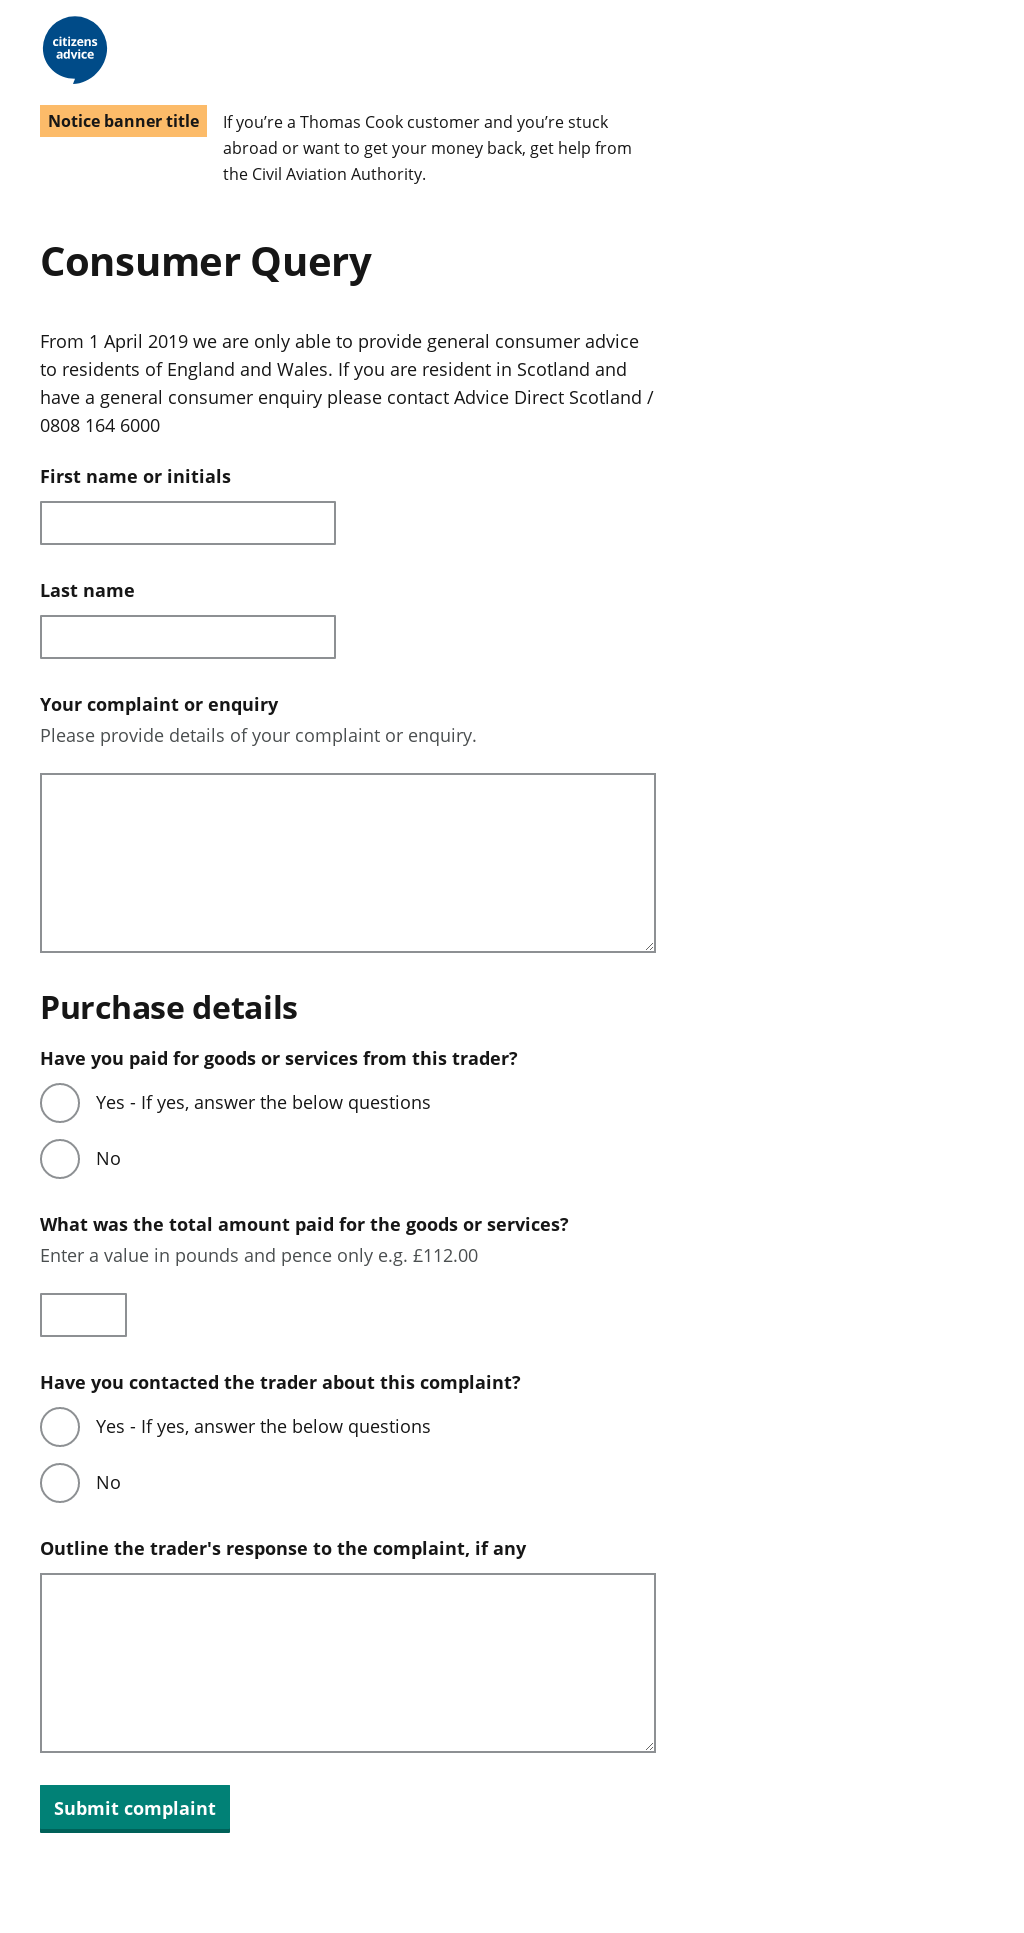 citizens
advice
Notice banner title
If you’re a Thomas Cook customer and you’re stuck
abroad or want to get your money back, get help from
the Civil Aviation Authority.
Consumer Query
From 1 April 2019 we are only able to provide general consumer advice
to residents of England and Wales. If you are resident in Scotland and
have a general consumer enquiry please contact Advice Direct Scotland /
0808 164 6000
First name or initials
Last name
Your complaint or enquiry
Please provide details of your complaint or enquiry.
Purchase details
Have you paid for goods or services from this trader?
Yes - If yes, answer the below questions
No
What was the total amount paid for the goods or services?
Enter a value in pounds and pence only e.g. £112.00
Have you contacted the trader about this complaint?
Yes - If yes, answer the below questions
No
Outline the trader's response to the complaint, if any
Submit complaint